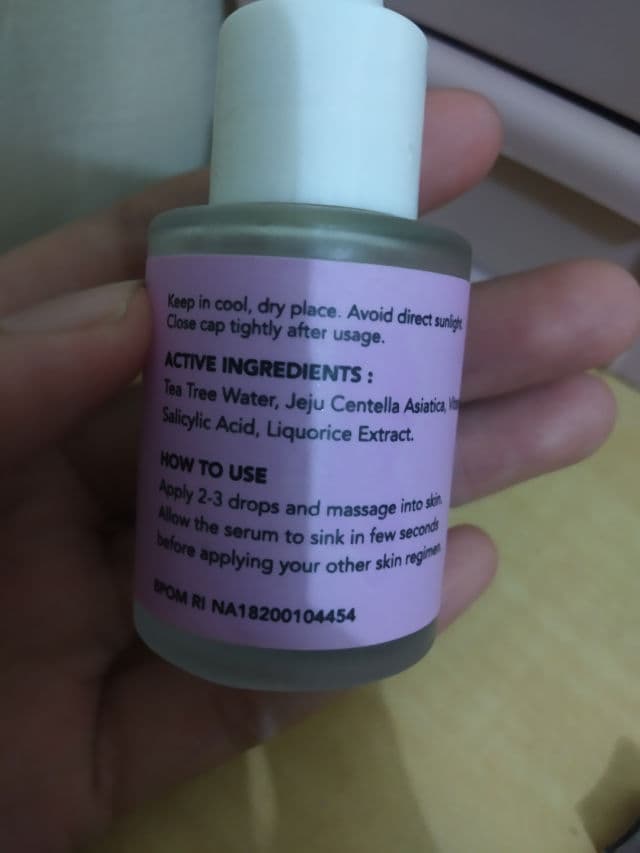 Keep in cool, dry place. Avoid direct sunlight.
Close cap tightly after usage.
ACTIVE INGREDIENTS :
Tea Tree Water, Jeju Centella Asiatica,
Salicylic Acid, Liquorice Extract.
HOW TO USE
Apply 2-3 drops and massage into skin.
Allow the serum to sink in few seconds
before applying your other skin regimen.
BPOM RI NA18200104454